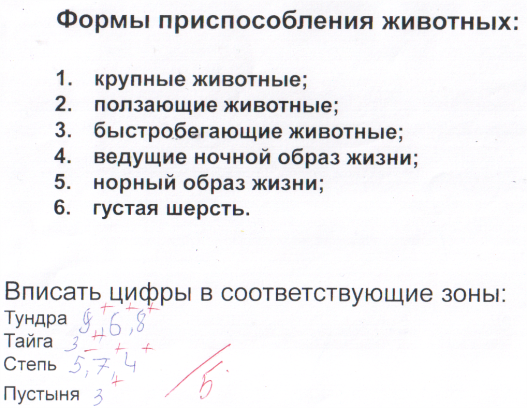 Формы приспособления животных:
1. крупные животные;
2. ползающие животные;
3. быстробегающие животные;
4. ведущие ночной образ жизни;
5. норный образ жизни;
6. густая шерсть.
Вписать цифры в соответствующие зоны:
Тундра 9,6,8
Тайга 3
Степь 5,7,4
Пустыня 3
5